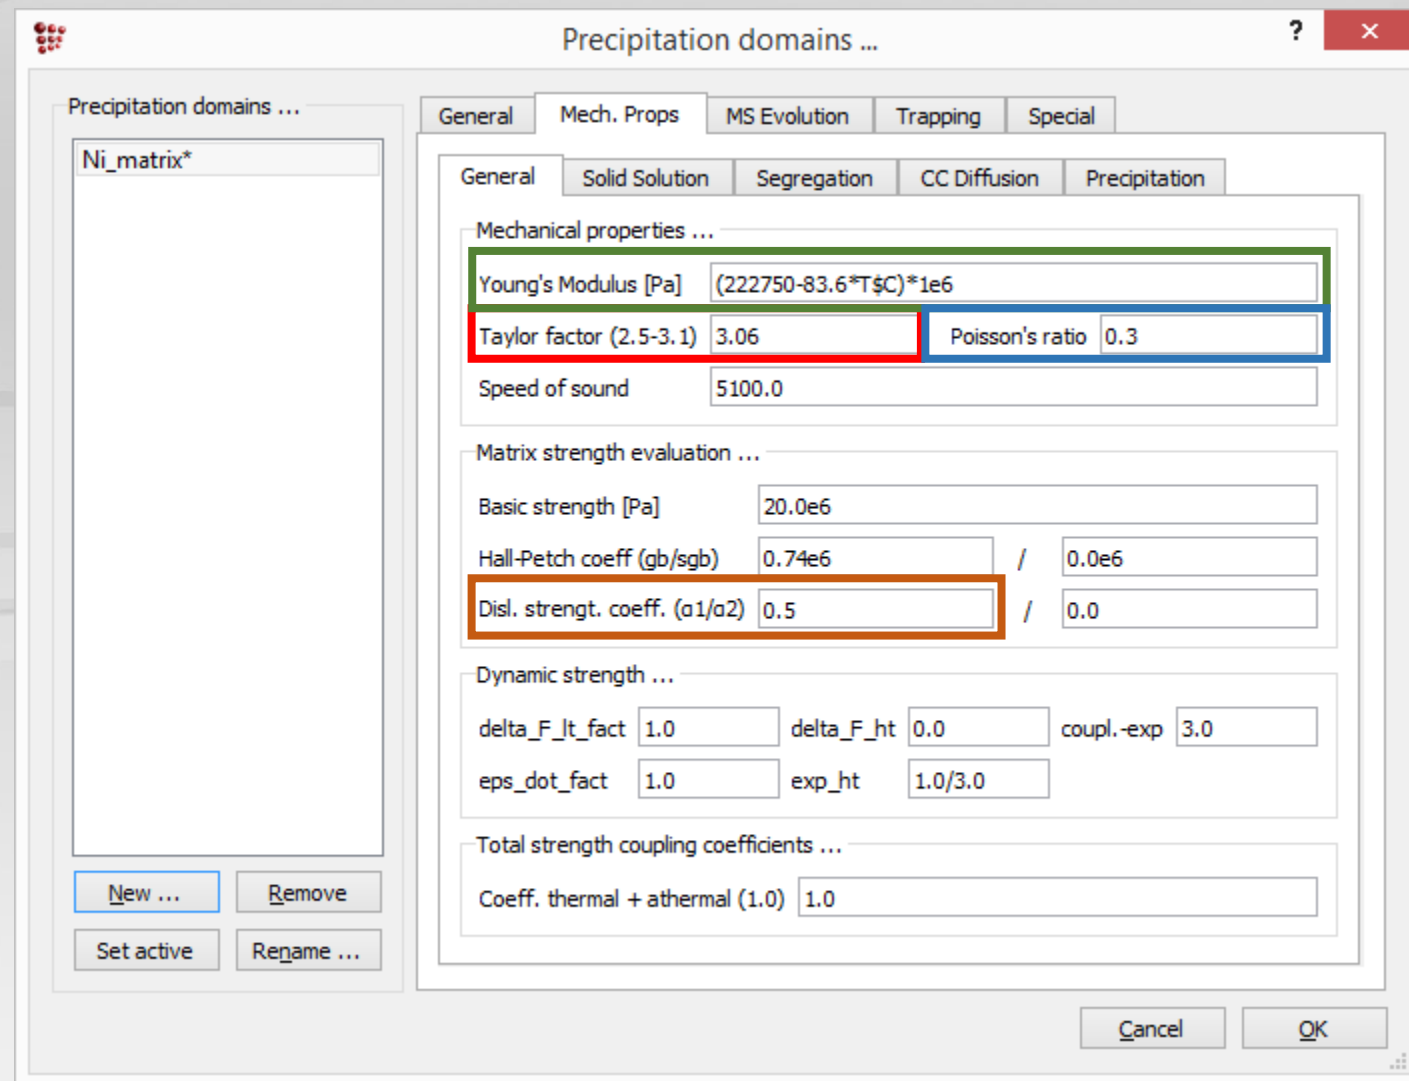 Precipitation domains ...
?
Precipitation domains ...
Ni_matrix*
New ...
Remove
Set active
Rename ...
General
Mech. Props
MS Evolution
Trapping
Special
General
Solid Solution
Segregation
CC Diffusion
Precipitation
Mechanical properties ...
Young's Modulus [Pa] (222750-83.6*T$C)*1e6
Taylor factor (2.5-3.1) 3.06 Poisson's ratio 0.3
Speed of sound 5100.0
Matrix strength evaluation ...
Basic strength [Pa] 20.0e6
Hall-Petch coeff (gb/sgb) 0.74e6 / 0.0e6
Disl. strengt. coeff. (α1/α2) 0.5 / 0.0
Dynamic strength ...
delta_F_lt_fact 1.0 delta_F_ht 0.0 coupl.-exp 3.0
eps_dot_fact 1.0 exp_ht 1.0/3.0
Total strength coupling coefficients ...
Coeff. thermal + athermal (1.0) 1.0
Cancel
OK